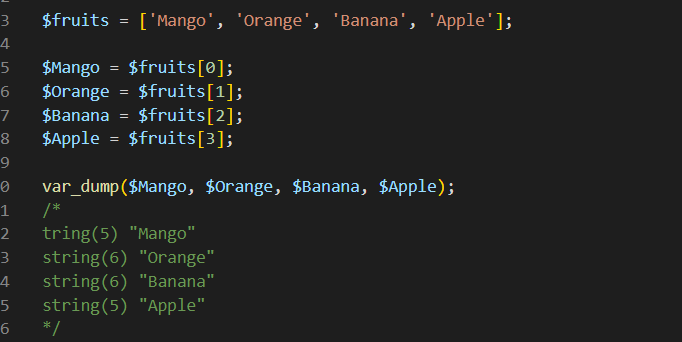 3 $fruits = ['Mango', 'Orange', 'Banana', 'Apple'];
4
5 $Mango = $fruits[0];
6 $Orange = $fruits[1];
7 $Banana = $fruits[2];
8 $Apple = $fruits[3];
9
0 var_dump($Mango, $Orange, $Banana, $Apple);
1 /*
2 tring(5) "Mango"
3 string(6) "Orange"
4 string(6) "Banana"
5 string(5) "Apple"
6 */